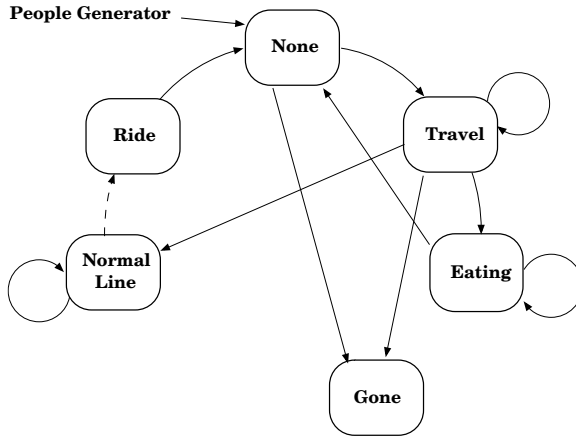 People Generator
None
Ride
Travel
Normal
Line
Eating
Gone